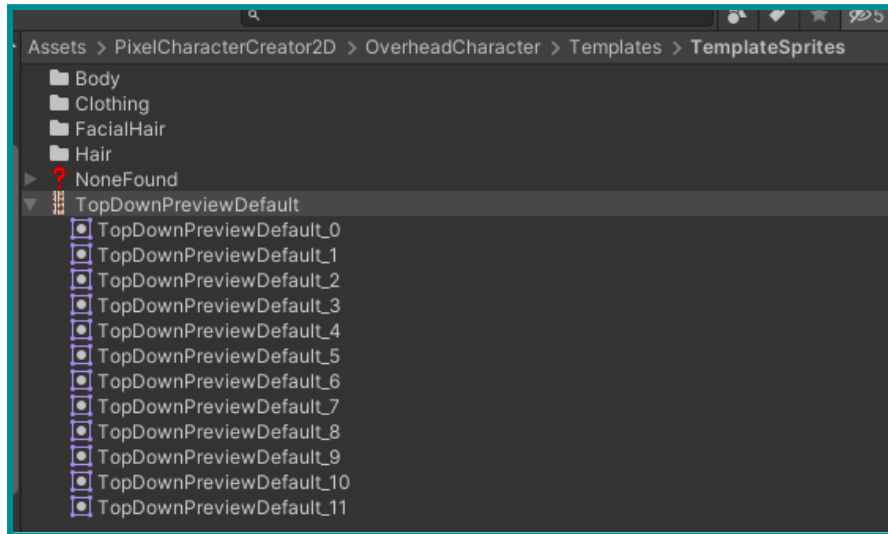 5
Assets > PixelCharacterCreator2D > OverheadCharacter > Templates > TemplateSprites
Body
Clothing
FacialHair
Hair
NoneFound
TopDownPreviewDefault
TopDownPreviewDefault_0
TopDownPreviewDefault_1
TopDownPreviewDefault_2
TopDownPreviewDefault_3
TopDownPreviewDefault_4
TopDownPreviewDefault_5
TopDownPreviewDefault_6
TopDownPreviewDefault_7
TopDownPreviewDefault_8
TopDownPreviewDefault_9
TopDownPreviewDefault_10
TopDownPreviewDefault_11